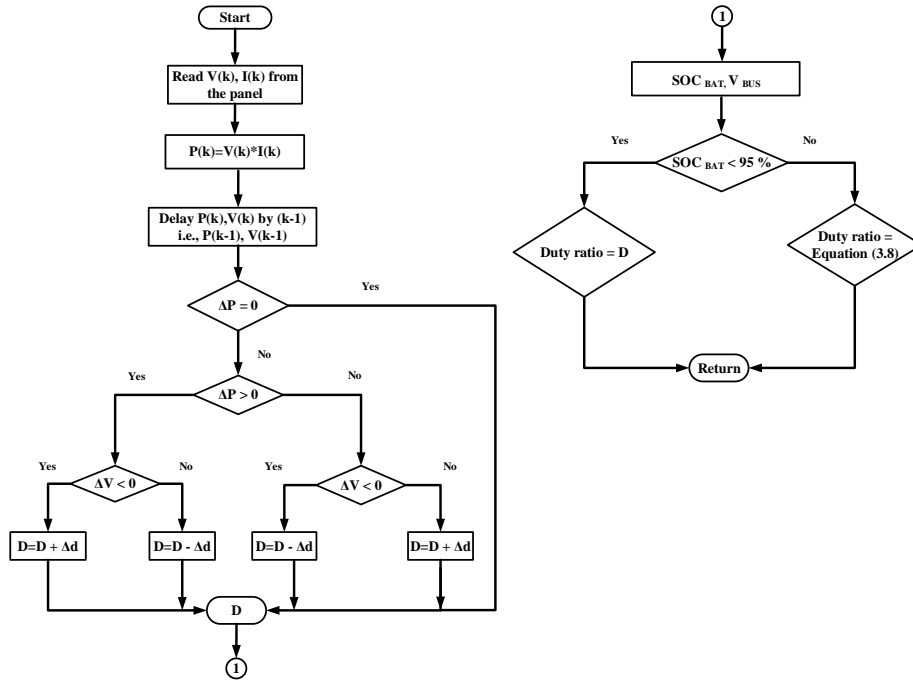 Start
Read V(k), I(k) from
the panel
P(k)=V(k)*I(k)
Delay P(k),V(k) by (k-1)
i.e., P(k-1), V(k-1)
Yes
ΔP = 0
No
Yes
No
ΔP > 0
Yes
No
Yes
No
ΔV < 0
ΔV < 0
D=D + Δd
D=D - Δd
D=D - Δd
D=D + Δd
D
1
1
SOC BAT, V BUS
Yes
No
SOC BAT < 95 %
Duty ratio = D
Duty ratio =
Equation (3.8)
Return